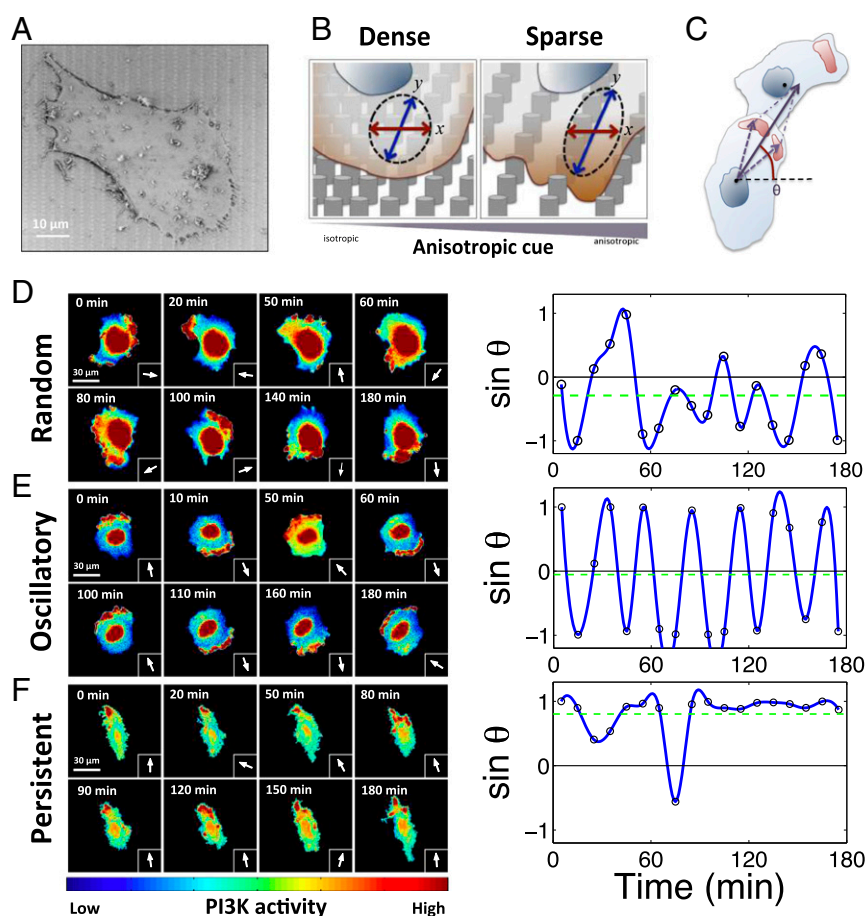 A
10 µm
B
Dense
Sparse
y
x
y
x
isotropic
Anisotropic cue
anisotropic
C
θ
D
Random
0 min
20 min
50 min
60 min
30 µm
80 min
100 min
140 min
180 min
sin θ
1
0
−1
0
60
120
180
E
Oscillatory
0 min
10 min
50 min
60 min
30 µm
100 min
110 min
160 min
180 min
sin θ
1
0
−1
0
60
120
180
F
Persistent
0 min
20 min
50 min
80 min
30 µm
90 min
120 min
150 min
180 min
sin θ
1
0
−1
0
60
120
180
Time (min)
Low
PI3K activity
High